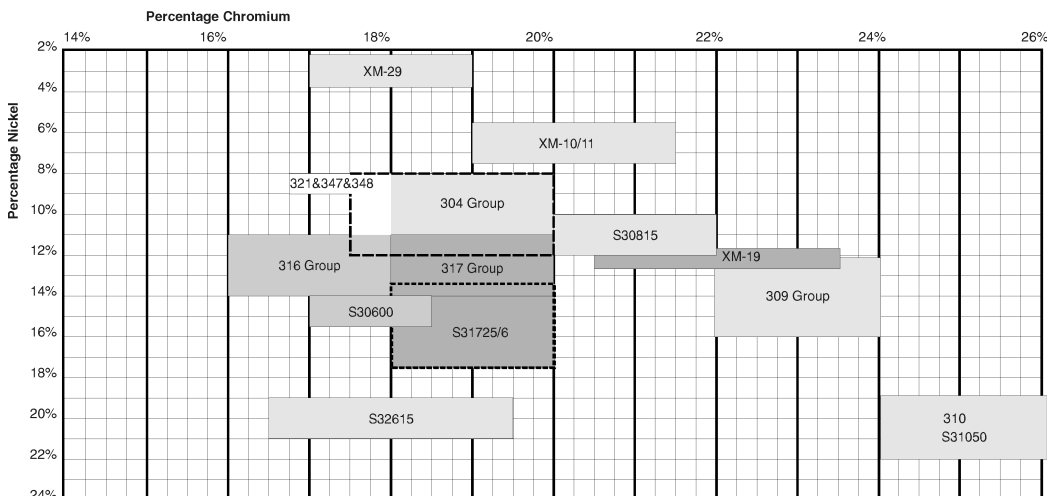 Percentage Chromium
14% 16% 18% 20% 22% 24% 26%
Percentage Nickel
2%
XM-29
4%
6%
XM-10/11
8%
321&347&348
304 Group
10%
S30815
12%
XM-19
316 Group
317 Group
14%
309 Group
S30600
16%
S31725/6
18%
20%
S32615
310
S31050
22%
24%